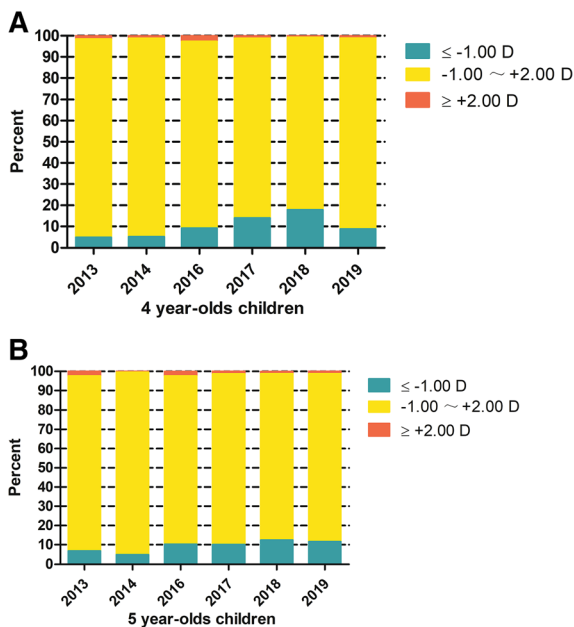 A
100
90
80
70
60
50
40
30
20
10
0
Percent
2013 2014 2016 2017 2018 2019
4 year-olds children
≤ -1.00 D
-1.00 ~ +2.00 D
≥ +2.00 D
B
100
90
80
70
60
50
40
30
20
10
0
Percent
2013 2014 2016 2017 2018 2019
5 year-olds children
≤ -1.00 D
-1.00 ~ +2.00 D
≥ +2.00 D